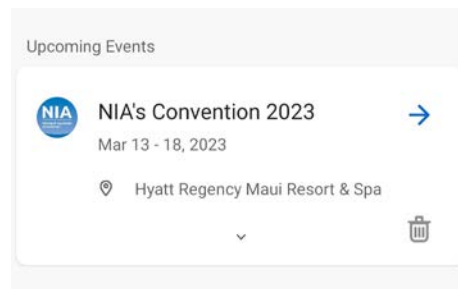 Upcoming Events
NIA
NIA's Convention 2023
Mar 13 - 18, 2023
Hyatt Regency Maui Resort & Spa